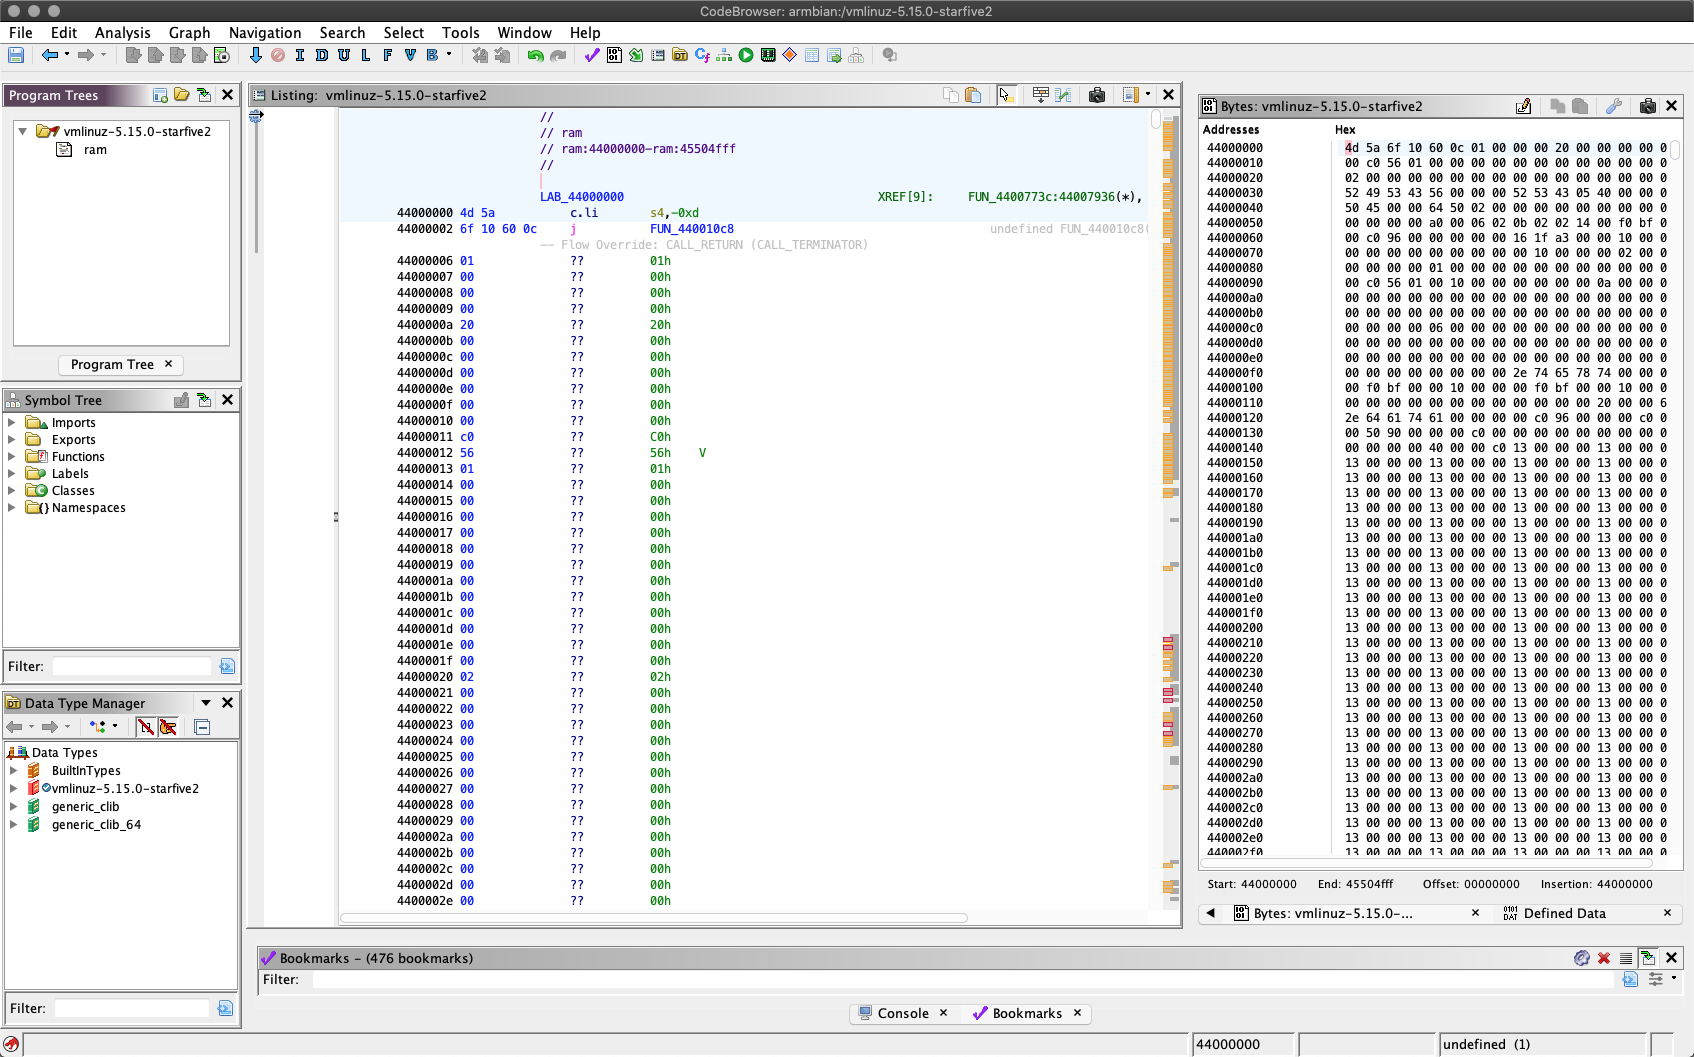 CodeBrowser: armbian:/vmlinuz-5.15.0-starfive2
File Edit Analysis Graph Navigation Search Select Tools Window Help
I D U L F V B
Program Trees
vmlinuz-5.15.0-starfive2
ram
Program Tree ×
Symbol Tree
Imports
Exports
Functions
Labels
Classes
Namespaces
Filter:
Data Type Manager
Data Types
BuiltInTypes
vmlinuz-5.15.0-starfive2
generic_clib
generic_clib_64
Filter:
Listing: vmlinuz-5.15.0-starfive2
//
// ram
// ram:44000000-ram:45504fff
//
LAB_44000000 XREF[9]: FUN_4400773c:44007936(*),
44000000 4d 5a c.li s4,-0xd
44000002 6f 10 60 0c j FUN_440010c8 undefined FUN_440010c8(
-- Flow Override: CALL_RETURN (CALL_TERMINATOR)
44000006 01 ?? 01h
44000007 00 ?? 00h
44000008 00 ?? 00h
44000009 00 ?? 00h
4400000a 20 ?? 20h
4400000b 00 ?? 00h
4400000c 00 ?? 00h
4400000d 00 ?? 00h
4400000e 00 ?? 00h
4400000f 00 ?? 00h
44000010 00 ?? 00h
44000011 c0 ?? C0h
44000012 56 ?? 56h V
44000013 01 ?? 01h
44000014 00 ?? 00h
44000015 00 ?? 00h
44000016 00 ?? 00h
44000017 00 ?? 00h
44000018 00 ?? 00h
44000019 00 ?? 00h
4400001a 00 ?? 00h
4400001b 00 ?? 00h
4400001c 00 ?? 00h
4400001d 00 ?? 00h
4400001e 00 ?? 00h
4400001f 00 ?? 00h
44000020 02 ?? 02h
44000021 00 ?? 00h
44000022 00 ?? 00h
44000023 00 ?? 00h
44000024 00 ?? 00h
44000025 00 ?? 00h
44000026 00 ?? 00h
44000027 00 ?? 00h
44000028 00 ?? 00h
44000029 00 ?? 00h
4400002a 00 ?? 00h
4400002b 00 ?? 00h
4400002c 00 ?? 00h
4400002d 00 ?? 00h
4400002e 00 ?? 00h
Bytes: vmlinuz-5.15.0-starfive2
Addresses Hex
44000000 4d 5a 6f 10 60 0c 01 00 00 00 20 00 00 00 00 0
44000010 00 c0 56 01 00 00 00 00 00 00 00 00 00 00 00 0
44000020 02 00 00 00 00 00 00 00 00 00 00 00 00 00 00 0
44000030 52 49 53 43 56 00 00 00 52 53 43 05 40 00 00 0
44000040 50 45 00 00 64 50 02 00 00 00 00 00 00 00 00 0
44000050 00 00 00 00 a0 00 06 02 0b 02 02 14 00 f0 bf 0
44000060 00 c0 96 00 00 00 00 00 16 1f a3 00 00 10 00 0
44000070 00 00 00 00 00 00 00 00 00 10 00 00 00 02 00 0
44000080 00 00 00 00 01 00 00 00 00 00 00 00 00 00 00 0
44000090 00 c0 56 01 00 10 00 00 00 00 00 00 0a 00 00 0
440000a0 00 00 00 00 00 00 00 00 00 00 00 00 00 00 00 0
440000b0 00 00 00 00 00 00 00 00 00 00 00 00 00 00 00 0
440000c0 00 00 00 00 06 00 00 00 00 00 00 00 00 00 00 0
440000d0 00 00 00 00 00 00 00 00 00 00 00 00 00 00 00 0
440000e0 00 00 00 00 00 00 00 00 00 00 00 00 00 00 00 0
440000f0 00 00 00 00 00 00 00 00 2e 74 65 78 74 00 00 0
44000100 00 f0 bf 00 00 10 00 00 00 f0 bf 00 00 10 00 0
44000110 00 00 00 00 00 00 00 00 00 00 00 00 20 00 00 6
44000120 2e 64 61 74 61 00 00 00 00 c0 96 00 00 00 c0 0
44000130 00 50 90 00 00 00 c0 00 00 00 00 00 00 00 00 0
44000140 00 00 00 00 40 00 00 c0 13 00 00 00 13 00 00 0
44000150 13 00 00 00 13 00 00 00 13 00 00 00 13 00 00 0
44000160 13 00 00 00 13 00 00 00 13 00 00 00 13 00 00 0
44000170 13 00 00 00 13 00 00 00 13 00 00 00 13 00 00 0
44000180 13 00 00 00 13 00 00 00 13 00 00 00 13 00 00 0
44000190 13 00 00 00 13 00 00 00 13 00 00 00 13 00 00 0
440001a0 13 00 00 00 13 00 00 00 13 00 00 00 13 00 00 0
440001b0 13 00 00 00 13 00 00 00 13 00 00 00 13 00 00 0
440001c0 13 00 00 00 13 00 00 00 13 00 00 00 13 00 00 0
440001d0 13 00 00 00 13 00 00 00 13 00 00 00 13 00 00 0
440001e0 13 00 00 00 13 00 00 00 13 00 00 00 13 00 00 0
440001f0 13 00 00 00 13 00 00 00 13 00 00 00 13 00 00 0
44000200 13 00 00 00 13 00 00 00 13 00 00 00 13 00 00 0
44000210 13 00 00 00 13 00 00 00 13 00 00 00 13 00 00 0
44000220 13 00 00 00 13 00 00 00 13 00 00 00 13 00 00 0
44000230 13 00 00 00 13 00 00 00 13 00 00 00 13 00 00 0
44000240 13 00 00 00 13 00 00 00 13 00 00 00 13 00 00 0
44000250 13 00 00 00 13 00 00 00 13 00 00 00 13 00 00 0
44000260 13 00 00 00 13 00 00 00 13 00 00 00 13 00 00 0
44000270 13 00 00 00 13 00 00 00 13 00 00 00 13 00 00 0
44000280 13 00 00 00 13 00 00 00 13 00 00 00 13 00 00 0
44000290 13 00 00 00 13 00 00 00 13 00 00 00 13 00 00 0
440002a0 13 00 00 00 13 00 00 00 13 00 00 00 13 00 00 0
440002b0 13 00 00 00 13 00 00 00 13 00 00 00 13 00 00 0
440002c0 13 00 00 00 13 00 00 00 13 00 00 00 13 00 00 0
440002d0 13 00 00 00 13 00 00 00 13 00 00 00 13 00 00 0
440002e0 13 00 00 00 13 00 00 00 13 00 00 00 13 00 00 0
440002f0 13 00 00 00 13 00 00 00 13 00 00 00 13 00 00 0
Start: 44000000 End: 45504fff Offset: 00000000 Insertion: 44000000
Bytes: vmlinuz-5.15.0-... × Defined Data ×
Bookmarks - (476 bookmarks)
Filter:
Console × Bookmarks ×
44000000 undefined (1)